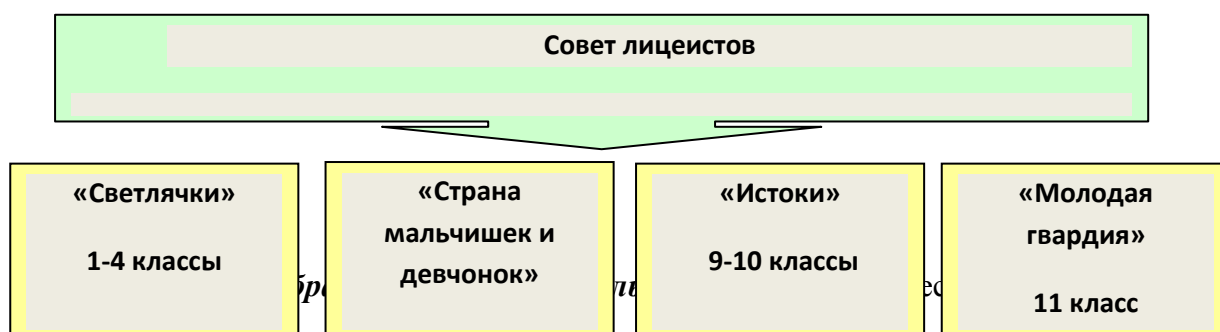 Совет лицеистов
«Светлячки»
1-4 классы
«Страна
мальчишек и
девчонок»
«Истоки»
9-10 классы
«Молодая
гвардия»
11 класс